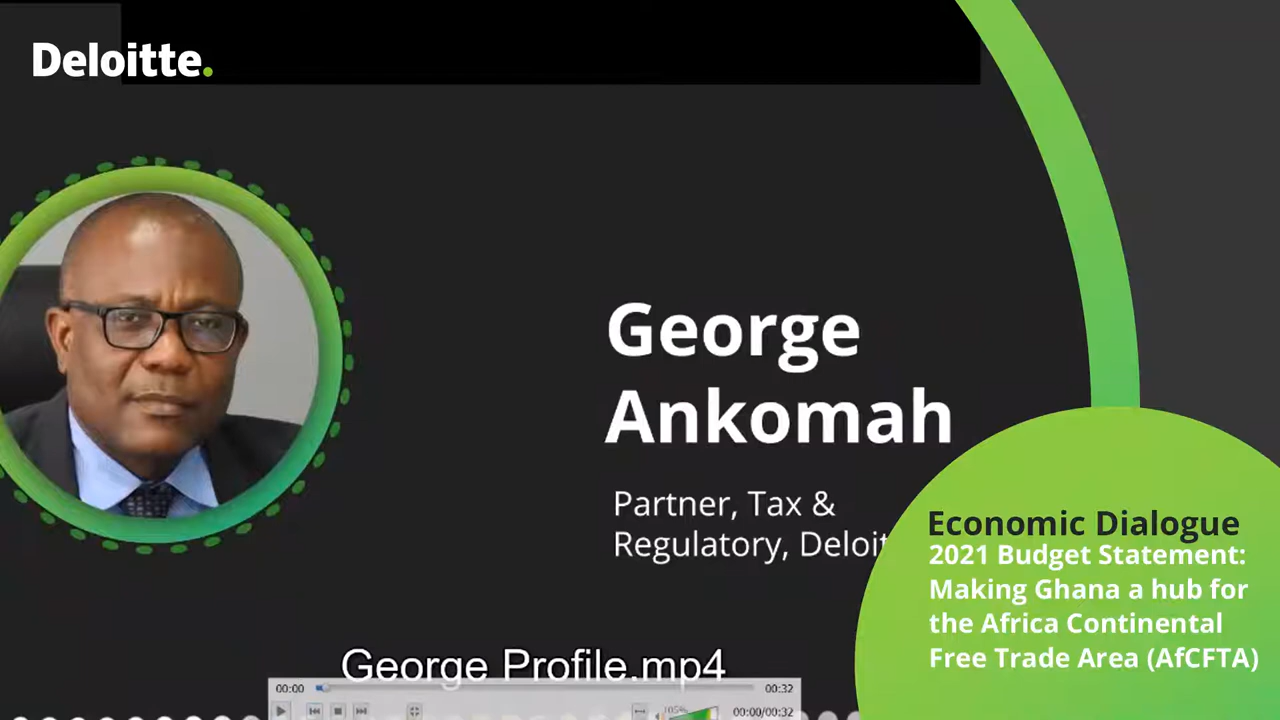 Deloitte.
George
Ankomah
Partner, Tax &
Regulatory, Deloit
Economic Dialogue
2021 Budget Statement:
Making Ghana a hub for
the Africa Continental
Free Trade Area (AfCFTA)
George Profile.mp4
00:00
00:32
105%
00:00/00:32